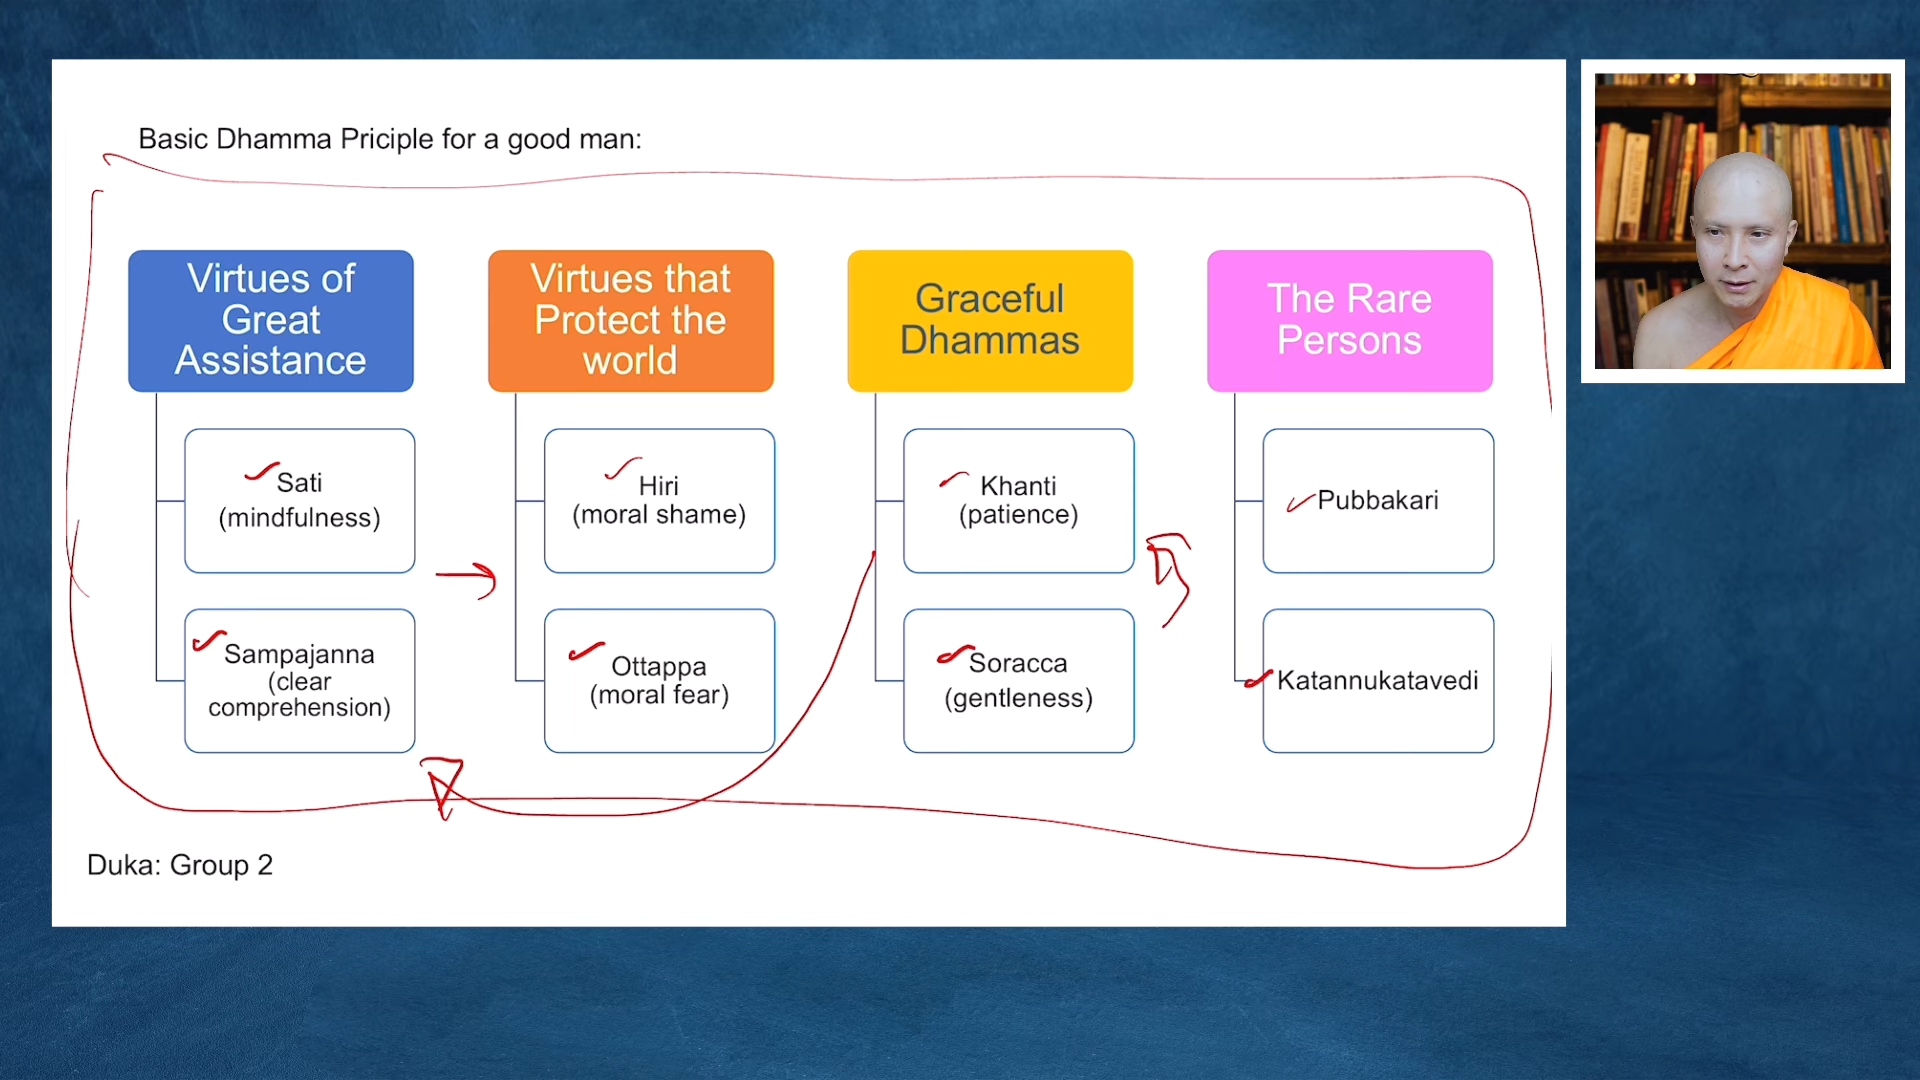 Basic Dhamma Priciple for a good man:
Virtues of
Great
Assistance
Sati
(mindfulness)
Sampajanna
(clear
comprehension)
Virtues that
Protect the
world
Hiri
(moral shame)
Ottappa
(moral fear)
Graceful
Dhammas
Khanti
(patience)
Soracca
(gentleness)
The Rare
Persons
Pubbakari
Katannukatavedi
Duka: Group 2